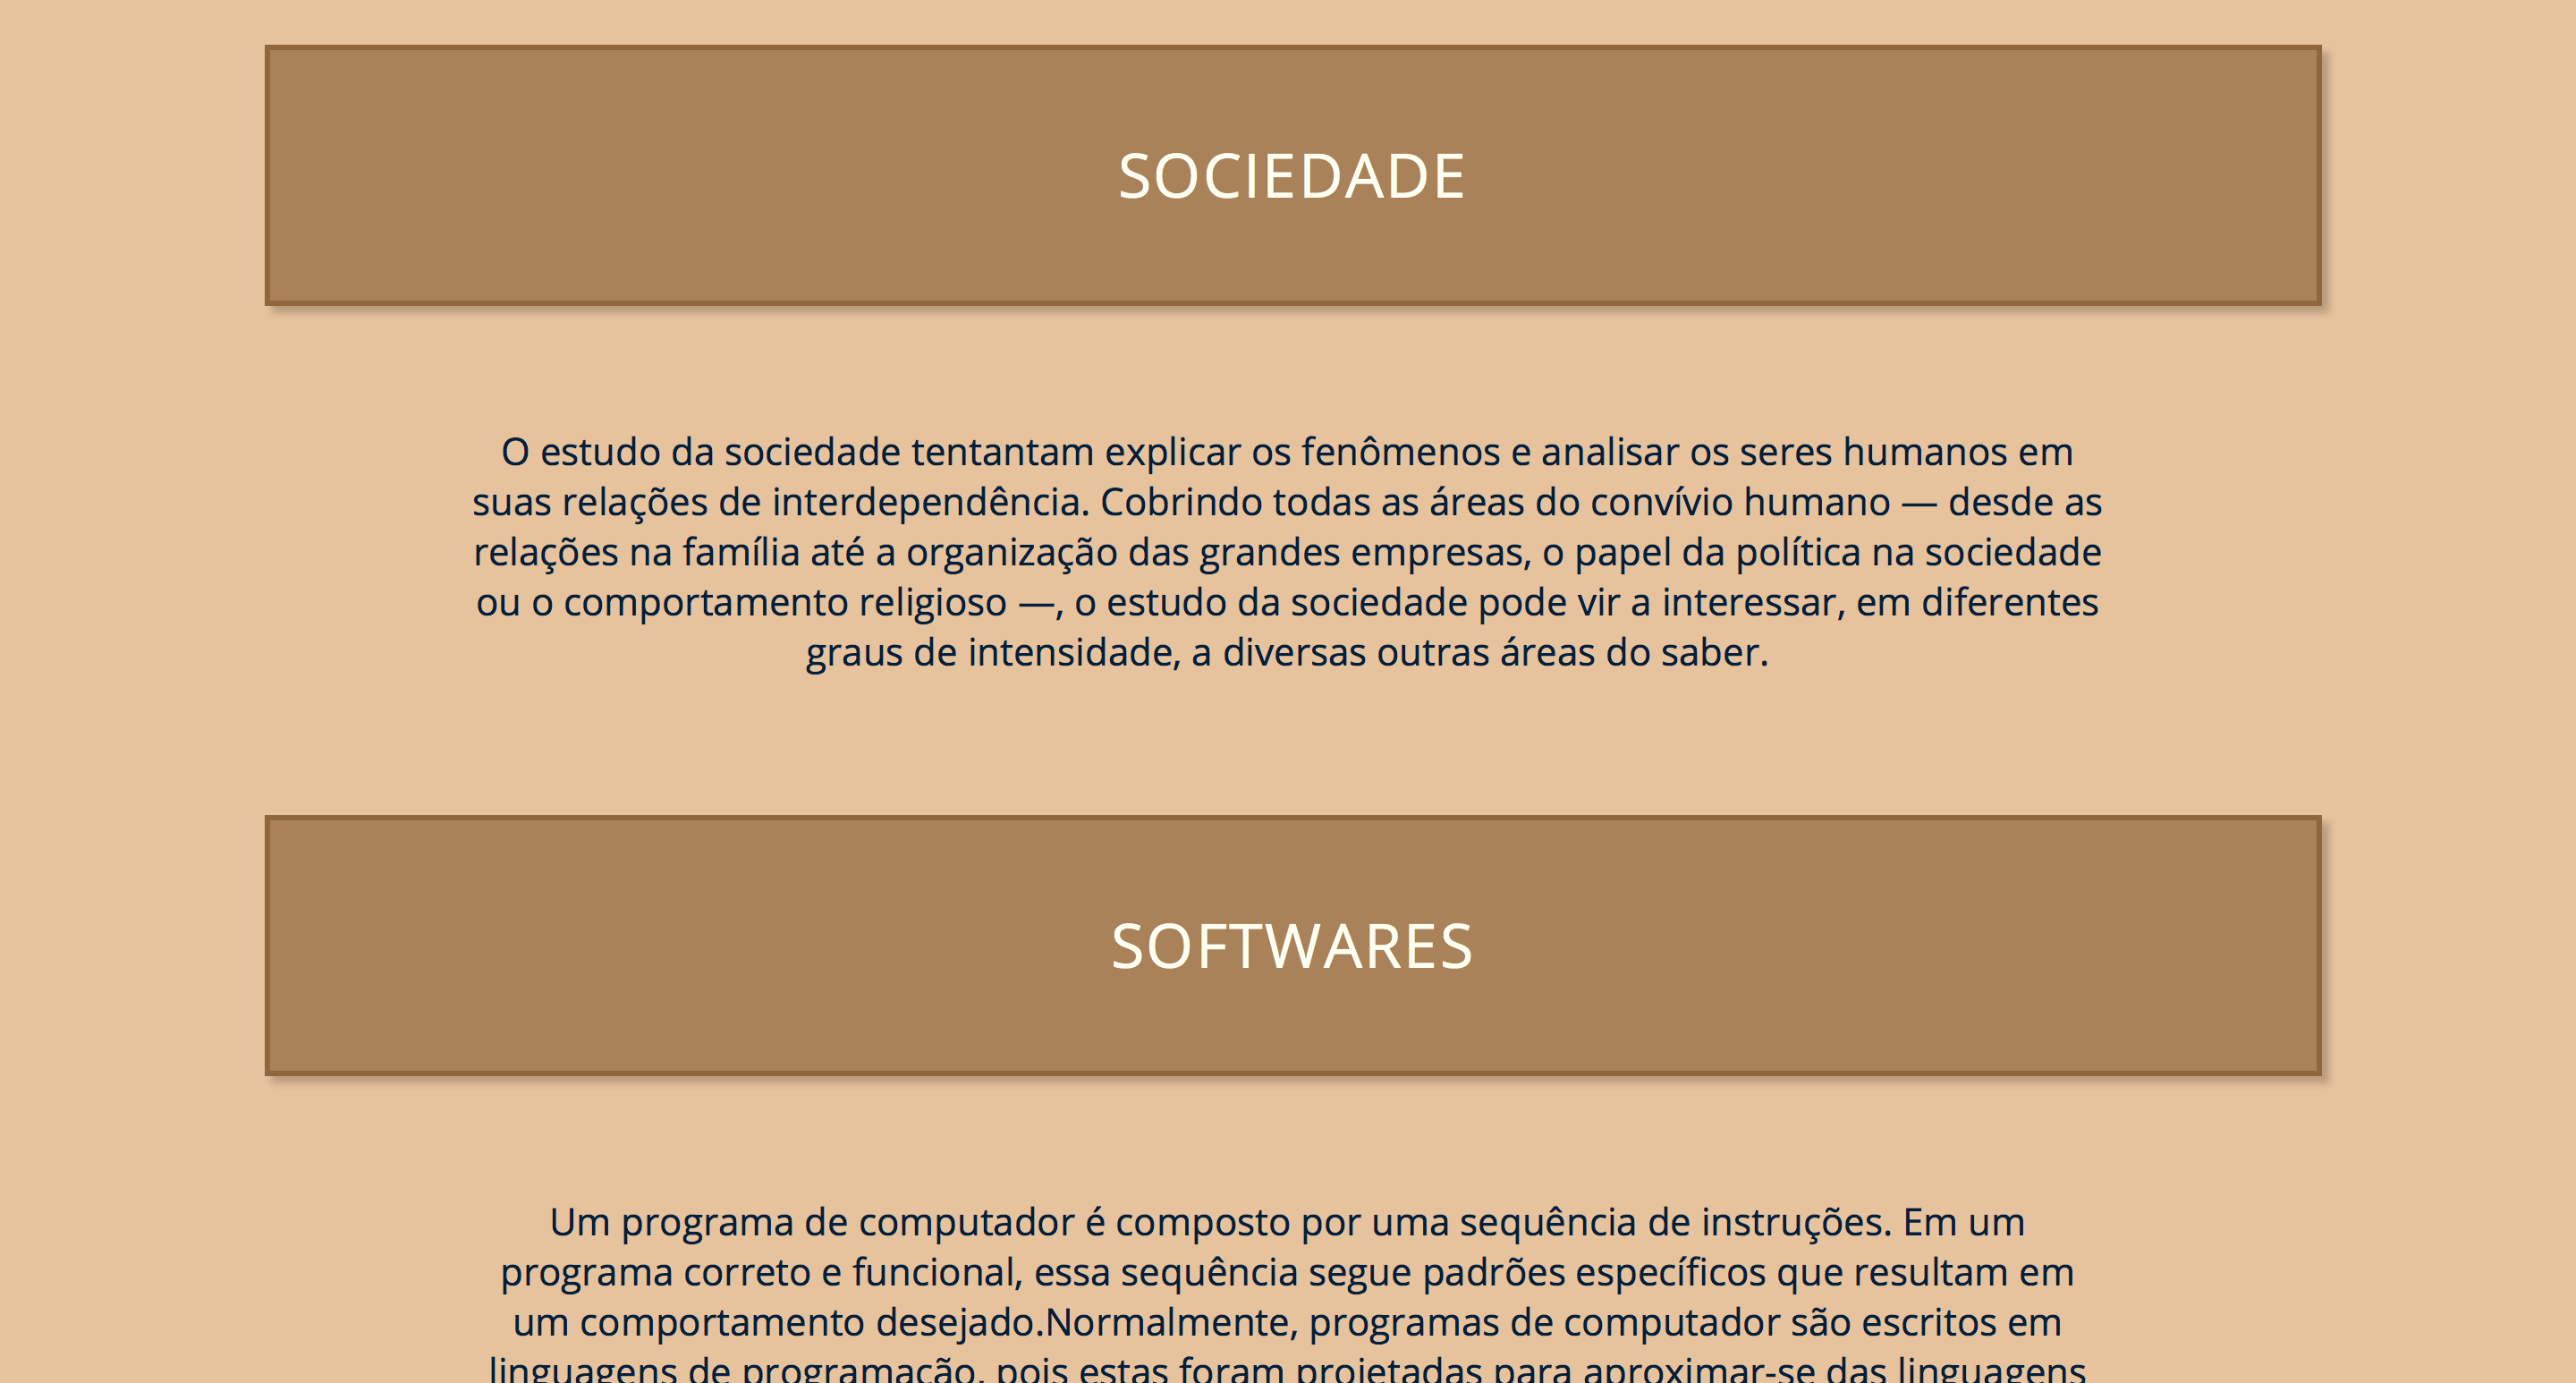 SOCIEDADE
O estudo da sociedade tentantam explicar os fenômenos e analisar os seres humanos em
suas relações de interdependência. Cobrindo todas as áreas do convívio humano — desde as
relações na família até a organização das grandes empresas, o papel da política na sociedade
ou o comportamento religioso —, o estudo da sociedade pode vir a interessar, em diferentes
graus de intensidade, a diversas outras áreas do saber.
SOFTWARES
Um programa de computador é composto por uma sequência de instruções. Em um
programa correto e funcional, essa sequência segue padrões específicos que resultam em
um comportamento desejado.Normalmente, programas de computador são escritos em
linguagens de programação, pois estas foram projetadas para aproximar-se das linguagens